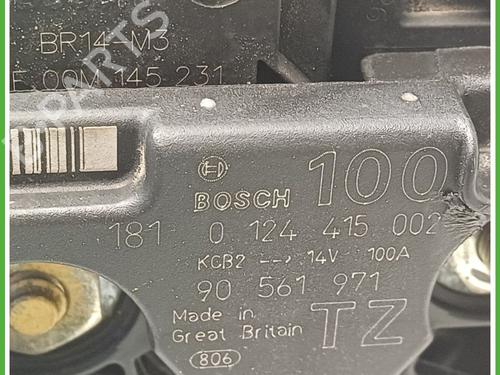 BR14-M3
F 00M 145 231
BOSCH 100
181 0 124 415 002
KCB2 --> 14V 100A
90 561 971
Made in
Great Britain TZ
806